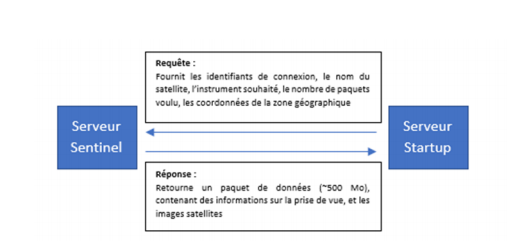 Requête :
Fournit les identifiants de connexion, le nom du
satellite, l'instrument souhaité, le nombre de paquets
voulu, les coordonnées de la zone géographique
Serveur
Sentinel
Serveur
Startup
Réponse :
Retourne un paquet de données (~500 Mo),
contenant des informations sur la prise de vue, et les
images satellites